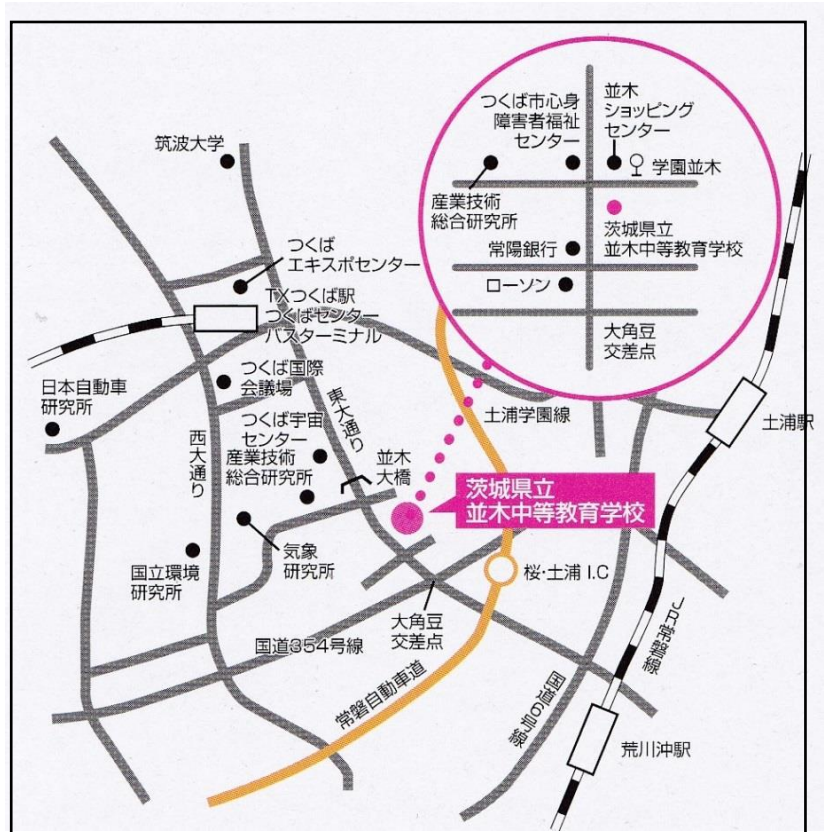 つくば市心身
障害者福祉
センター
並木
ショッピング
センター
学園並木
産業技術
総合研究所
茨城県立
並木中等教育学校
常陽銀行
ローソン
大角豆
交差点
筑波大学
つくば
エキスポセンター
TXつくば駅
つくばセンター
バスターミナル
つくば国際
会議場
日本自動車
研究所
東大通り
土浦学園線
土浦駅
西大通り
つくば宇宙
センター
産業技術
総合研究所
並木
大橋
茨城県立
並木中等教育学校
気象
研究所
国立環境
研究所
桜・土浦 I.C
大角豆
交差点
国道354号線
JR常磐線
常磐自動車道
国道6号線
荒川沖駅